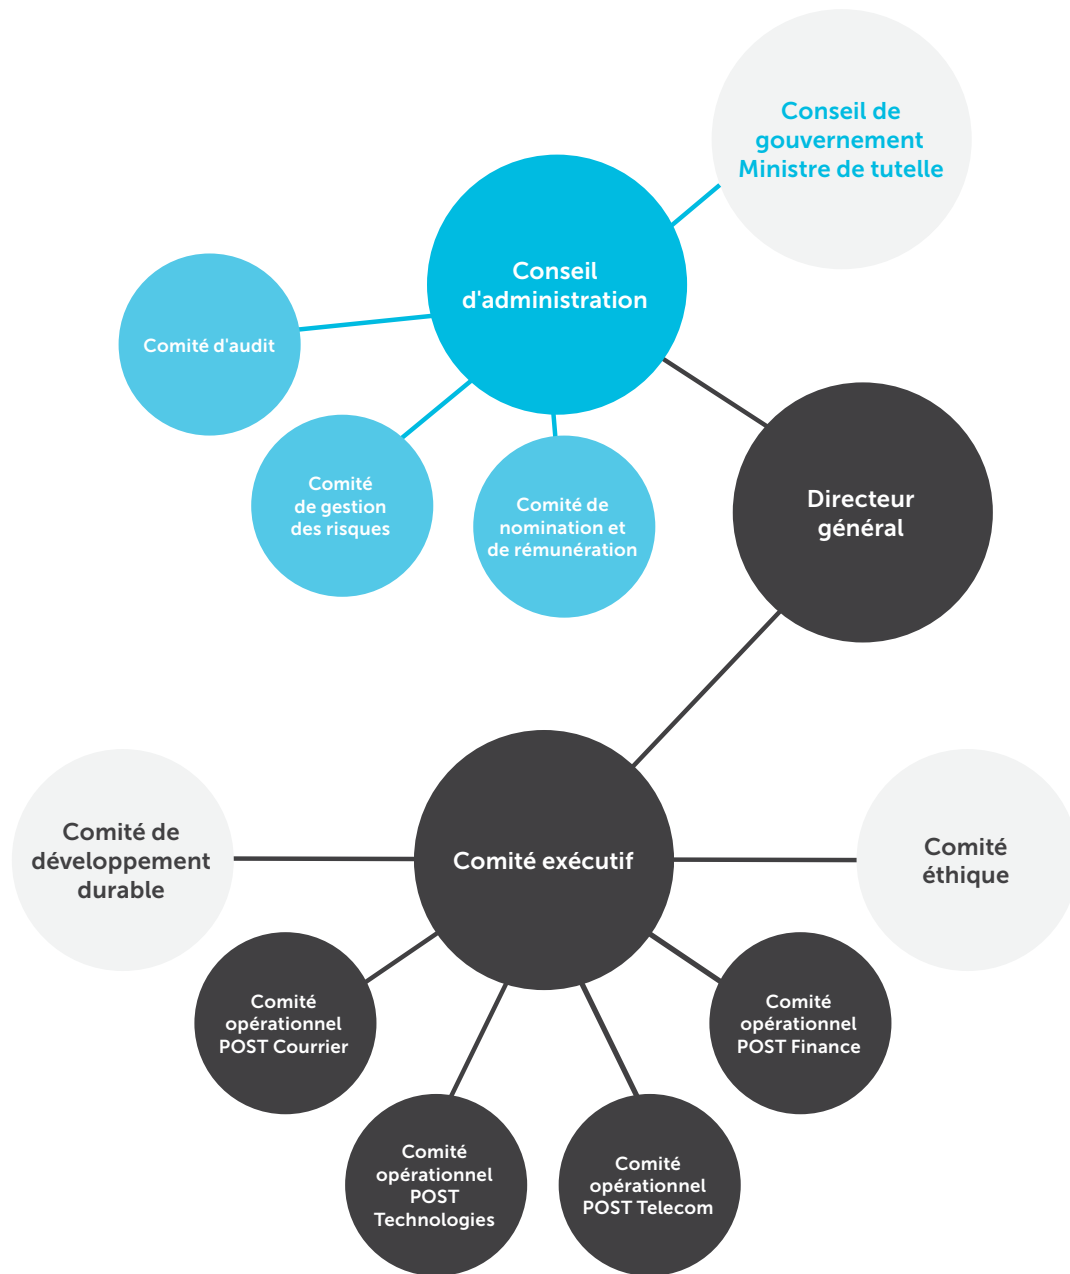 Conseil de
gouvernement
Ministre de tutelle
Conseil
d'administration
Comité d'audit
Comité
de gestion
des risques
Comité de
nomination et
de rémunération
Directeur
général
Comité de
développement
durable
Comité exécutif
Comité
éthique
Comité
opérationnel
POST Courrier
Comité
opérationnel
POST
Technologies
Comité
opérationnel
POST Telecom
Comité
opérationnel
POST Finance